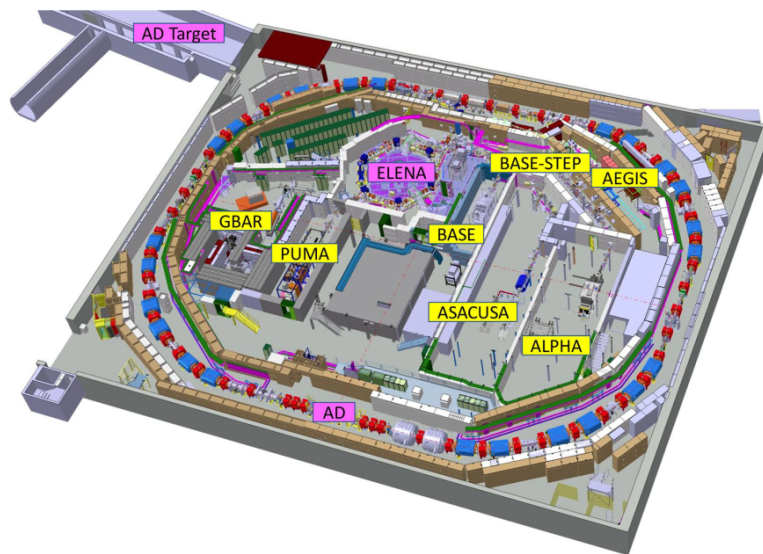 AD Target
ELENA
BASE-STEP
AEGIS
GBAR
BASE
PUMA
ASACUSA
ALPHA
AD